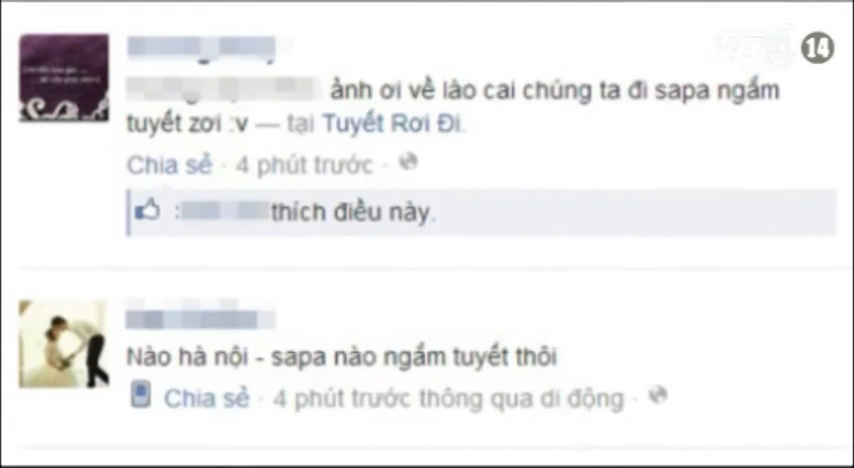 14
ảnh ơi về lào cai chúng ta đi sapa ngắm
tuyết zơi :v — tại Tuyết Rơi Đi.
Chia sẻ · 4 phút trước ·
: thích điều này.
Nào hà nội - sapa nào ngắm tuyết thôi
Chia sẻ · 4 phút trước thông qua di động ·